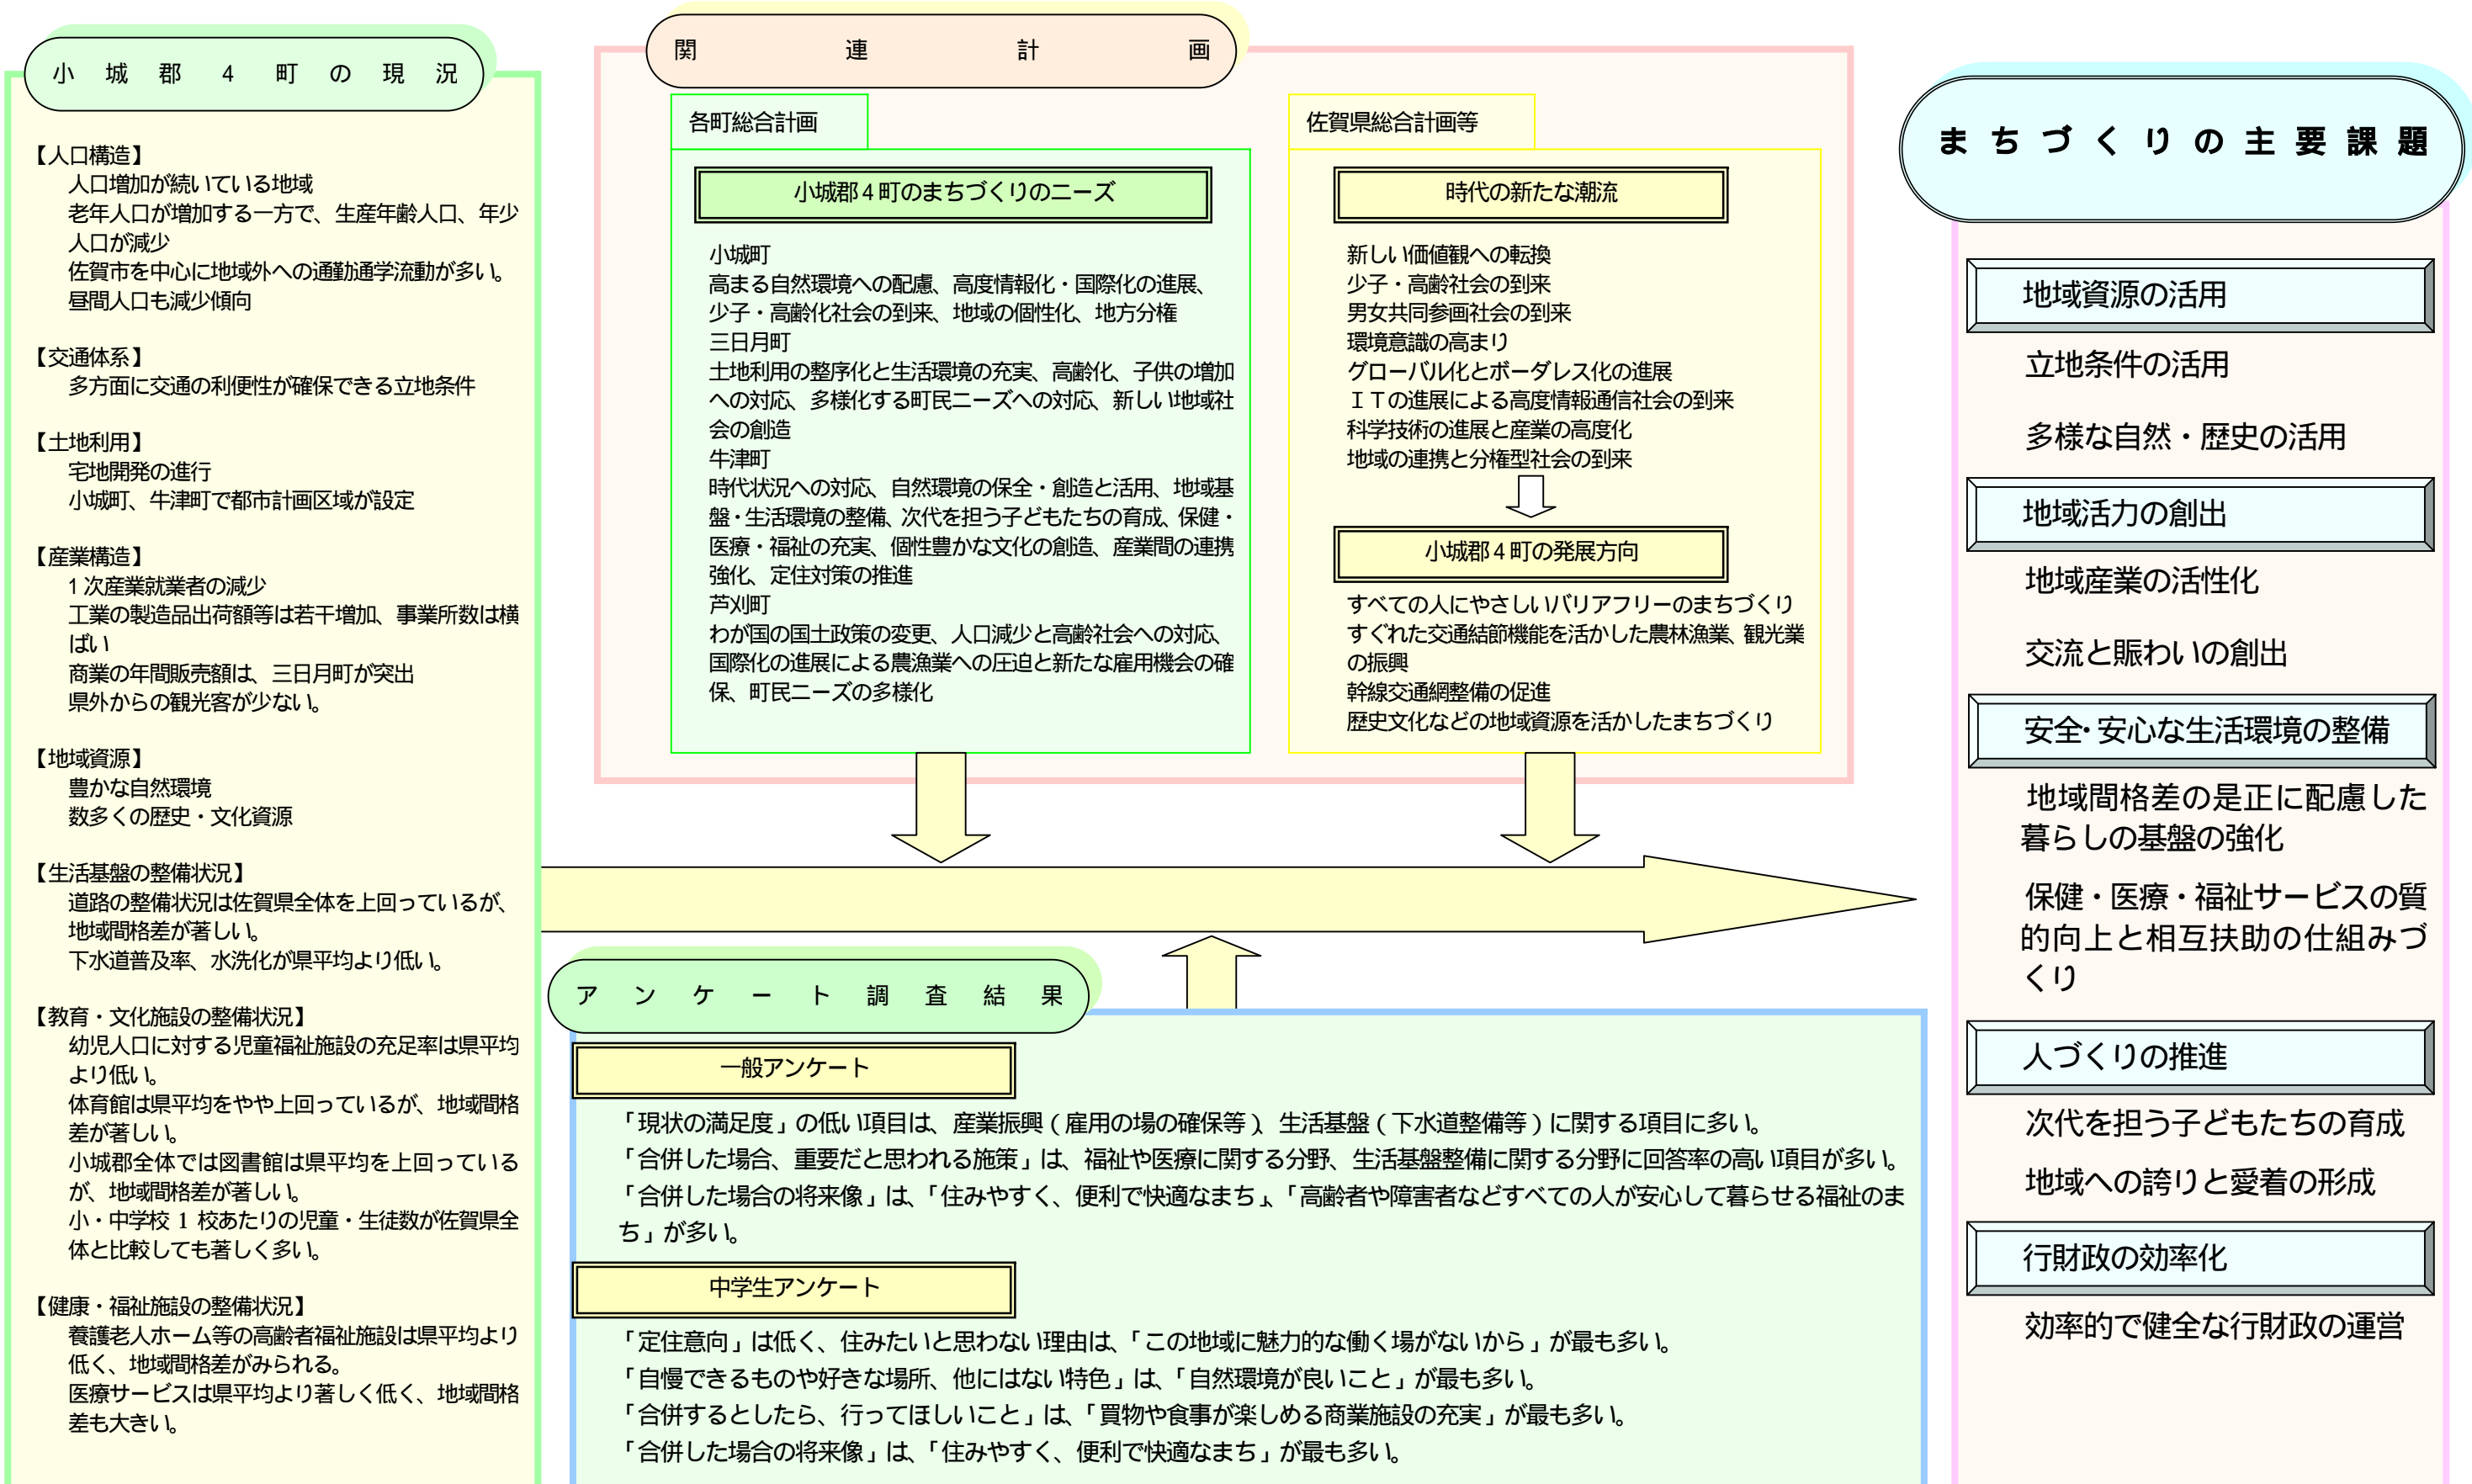 小城郡4町の現況
【人口構造】
人口増加が続いている地域
老年人口が増加する一方で、生産年齢人口、年少
人口が減少
佐賀市を中心に地域外への通勤通学流動が多い。
昼間人口も減少傾向
【交通体系】
多方面に交通の利便性が確保できる立地条件
【土地利用】
宅地開発の進行
小城町、牛津町で都市計画区域が設定
【産業構造】
1次産業就業者の減少
工業の製造品出荷額等は若干増加、事業所数は横
ばい
商業の年間販売額は、三日月町が突出
県外からの観光客が少ない。
【地域資源】
豊かな自然環境
数多くの歴史・文化資源
【生活基盤の整備状況】
道路の整備状況は佐賀県全体を上回っているが、
地域間格差が著しい。
下水道普及率、水洗化が県平均より低い。
【教育・文化施設の整備状況】
幼児人口に対する児童福祉施設の充足率は県平均
より低い。
体育館は県平均をやや上回っているが、地域間格
差が著しい。
小城郡全体では図書館は県平均を上回っている
が、地域間格差が著しい。
小・中学校 1 校あたりの児童・生徒数が佐賀県全
体と比較しても著しく多い。
【健康・福祉施設の整備状況】
養護老人ホーム等の高齢者福祉施設は県平均より
低く、地域間格差がみられる。
医療サービスは県平均より著しく低く、地域間格
差も大きい。
関連計画
各町総合計画
小城郡4町のまちづくりのニーズ
小城町
高まる自然環境への配慮、高度情報化・国際化の進展、
少子・高齢化社会の到来、地域の個性化、地方分権
三日月町
土地利用の整序化と生活環境の充実、高齢化、子供の増加
への対応、多様化する町民ニーズへの対応、新しい地域社
会の創造
牛津町
時代状況への対応、自然環境の保全・創造と活用、地域基
盤・生活環境の整備、次代を担う子どもたちの育成、保健・
医療・福祉の充実、個性豊かな文化の創造、産業間の連携
強化、定住対策の推進
芦刈町
わが国の国土政策の変更、人口減少と高齢社会への対応、
国際化の進展による農漁業への圧迫と新たな雇用機会の確
保、町民ニーズの多様化
佐賀県総合計画等
時代の新たな潮流
新しい価値観への転換
少子・高齢社会の到来
男女共同参画社会の到来
環境意識の高まり
グローバル化とボーダレス化の進展
ITの進展による高度情報通信社会の到来
科学技術の進展と産業の高度化
地域の連携と分権型社会の到来
小城郡4町の発展方向
すべての人にやさしいバリアフリーのまちづくり
すぐれた交通結節機能を活かした農林漁業、観光業
の振興
幹線交通網整備の促進
歴史文化などの地域資源を活かしたまちづくり
アンケート調査結果
一般アンケート
「現状の満足度」の低い項目は、産業振興(雇用の場の確保等)、生活基盤(下水道整備等)に関する項目に多い。
「合併した場合、重要だと思われる施策」は、福祉や医療に関する分野、生活基盤整備に関する分野に回答率の高い項目が多い。
「合併した場合の将来像」は、「住みやすく、便利で快適なまち」、「高齢者や障害者などすべての人が安心して暮らせる福祉のま
ち」が多い。
中学生アンケート
「定住意向」は低く、住みたいと思わない理由は、「この地域に魅力的な働く場がないから」が最も多い。
「自慢できるものや好きな場所、他にはない特色」は、「自然環境が良いこと」が最も多い。
「合併するとしたら、行ってほしいこと」は、「買物や食事が楽しめる商業施設の充実」が最も多い。
「合併した場合の将来像」は、「住みやすく、便利で快適なまち」が最も多い。
まちづくりの主要課題
地域資源の活用
立地条件の活用
多様な自然・歴史の活用
地域活力の創出
地域産業の活性化
交流と賑わいの創出
安全・安心な生活環境の整備
地域間格差の是正に配慮した
暮らしの基盤の強化
保健・医療・福祉サービスの質
的向上と相互扶助の仕組みづ
くり
人づくりの推進
次代を担う子どもたちの育成
地域への誇りと愛着の形成
行財政の効率化
効率的で健全な行財政の運営